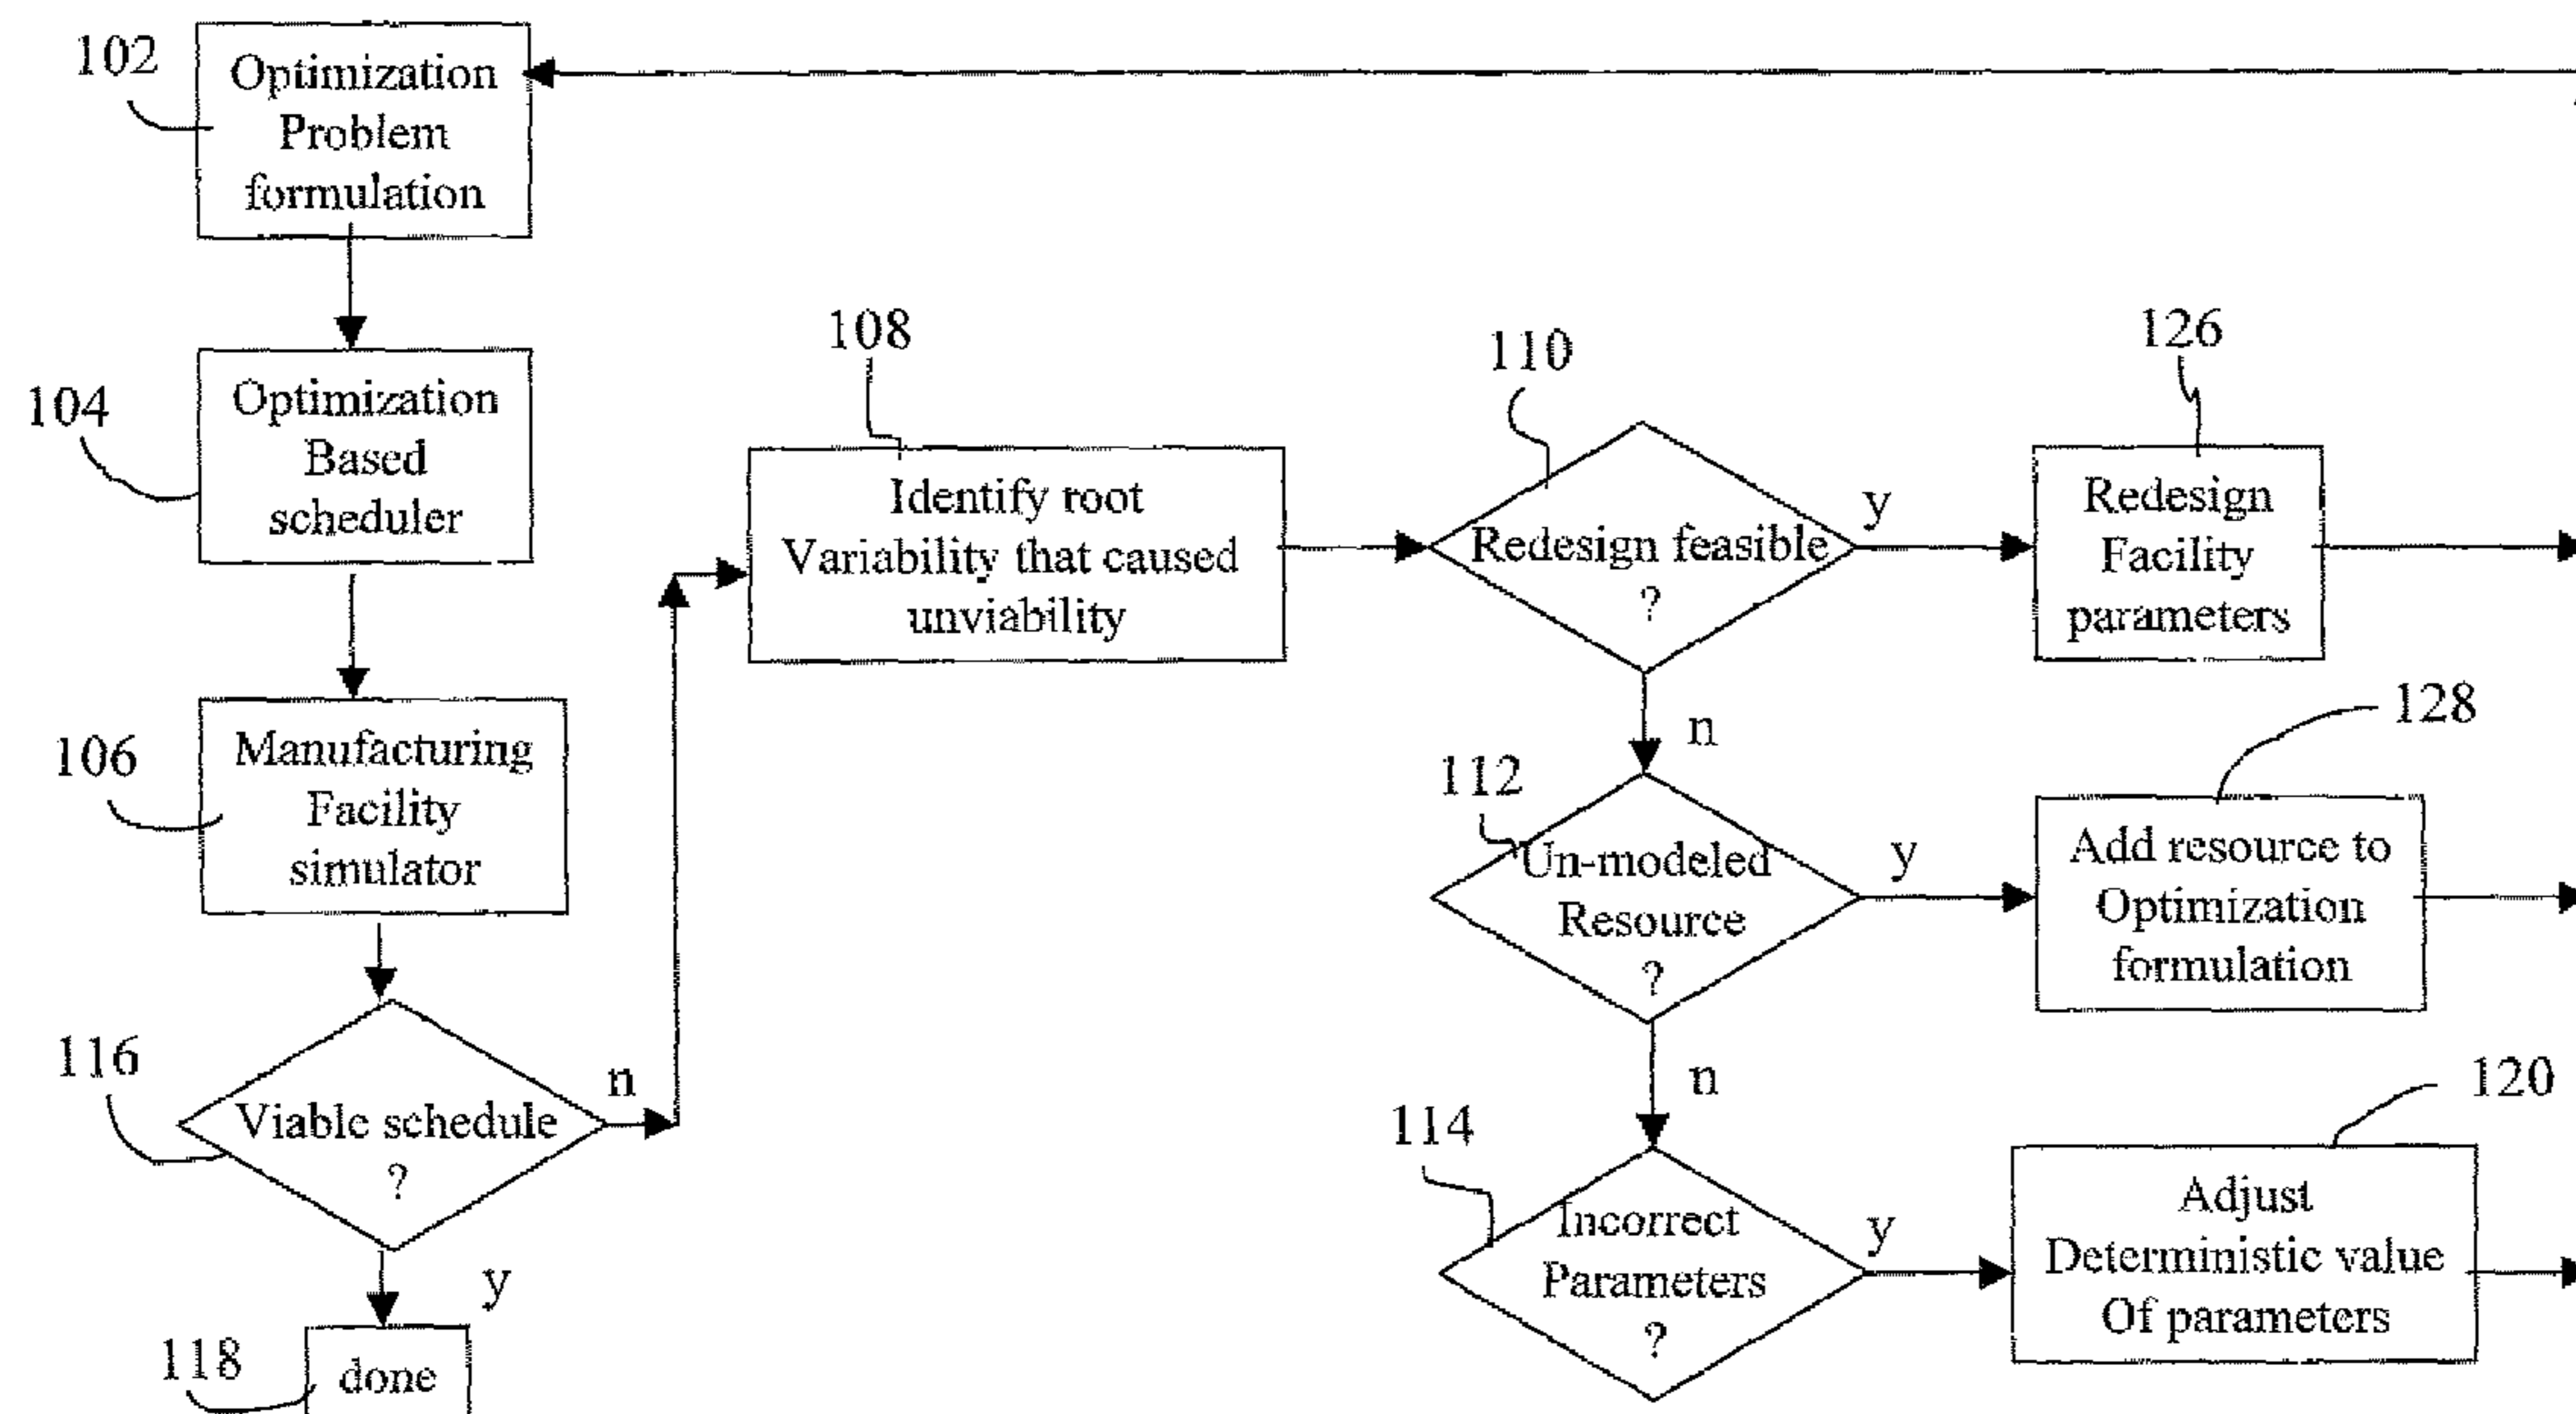 102
Optimization
Problem
formulation
104
Optimization
Based
scheduler
106
Manufacturing
Facility
simulator
116
Viable schedule
?
n
y
118
done
108
Identify root
Variability that caused
unviability
110
Redesign feasible
?
y
n
126
Redesign
Facility
parameters
112
Un-modeled
Resource
?
y
n
128
Add resource to
Optimization
formulation
114
Incorrect
Parameters
?
y
120
Adjust
Deterministic value
Of parameters